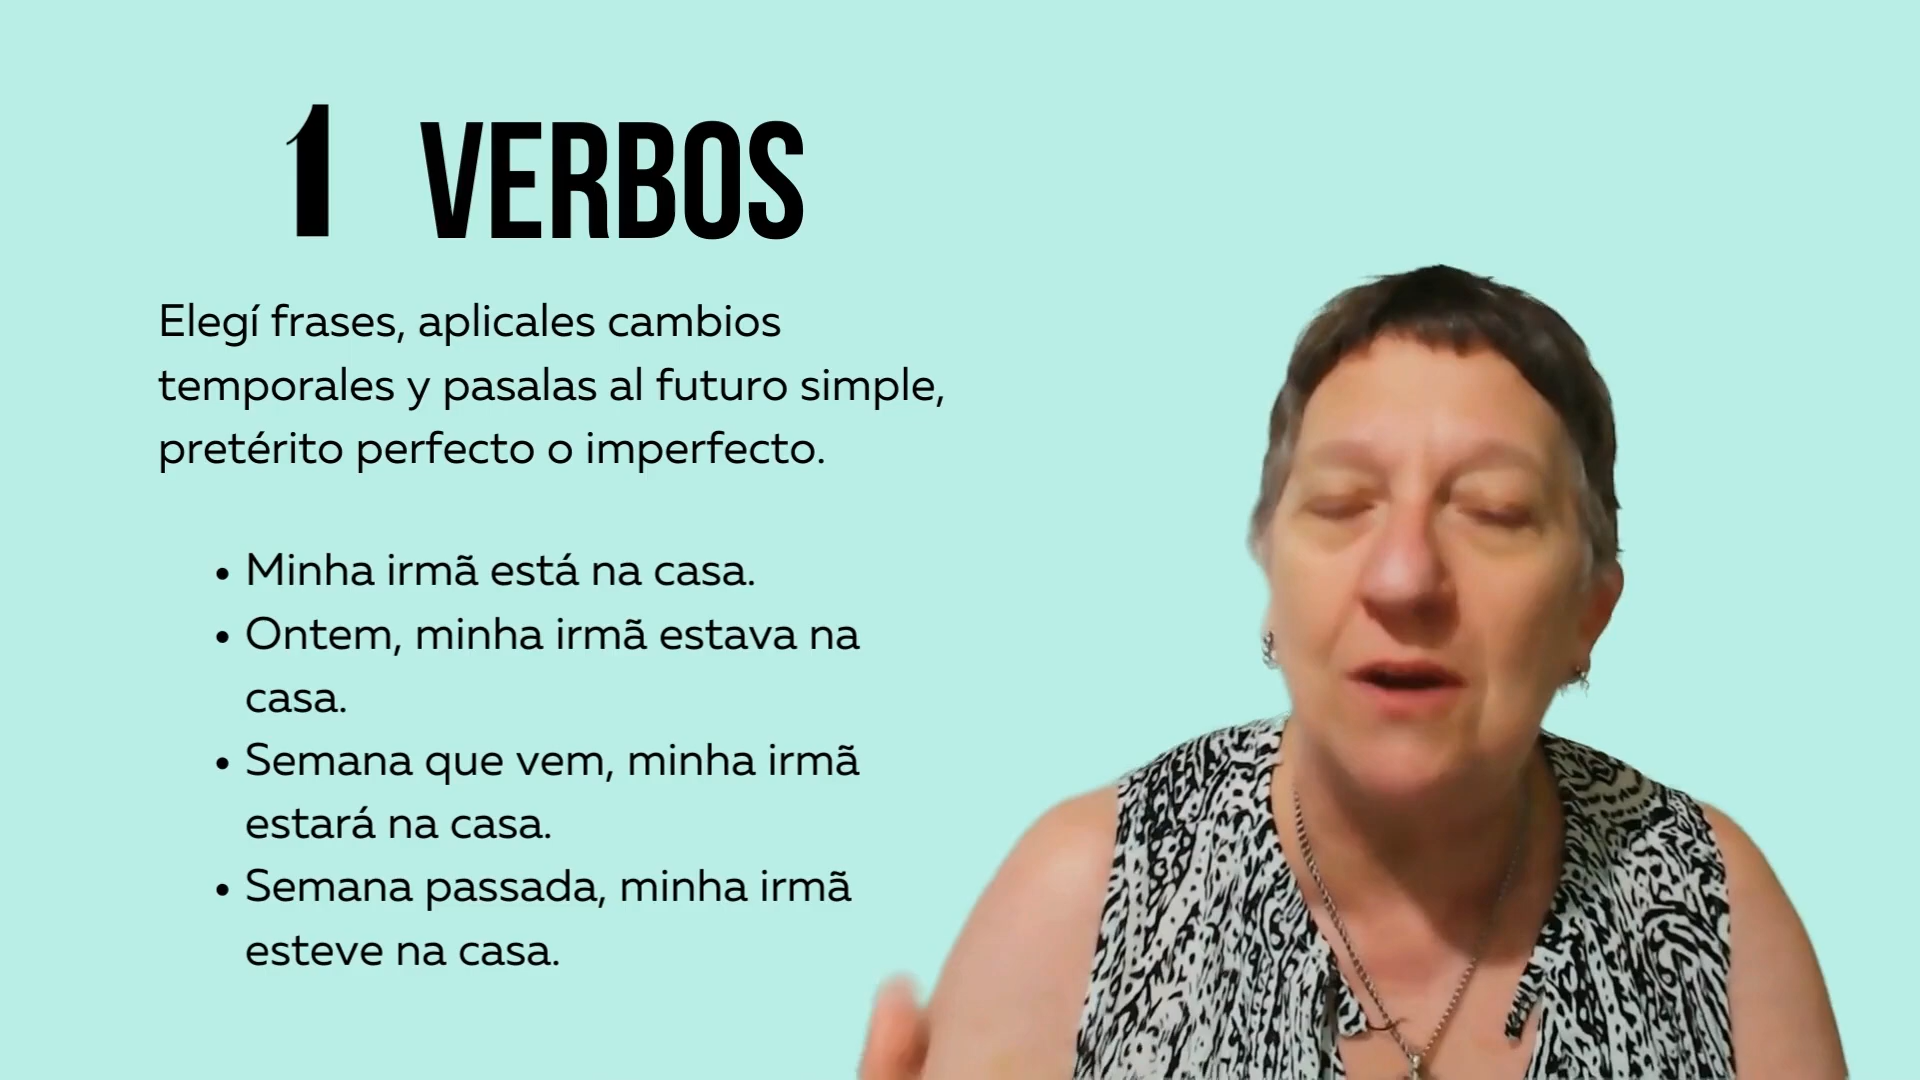 1 VERBOS
Elegí frases, aplicales cambios
temporales y pasalas al futuro simple,
pretérito perfecto o imperfecto.
• Minha irmã está na casa.
• Ontem, minha irmã estava na
casa.
• Semana que vem, minha irmã
estará na casa.
• Semana passada, minha irmã
esteve na casa.